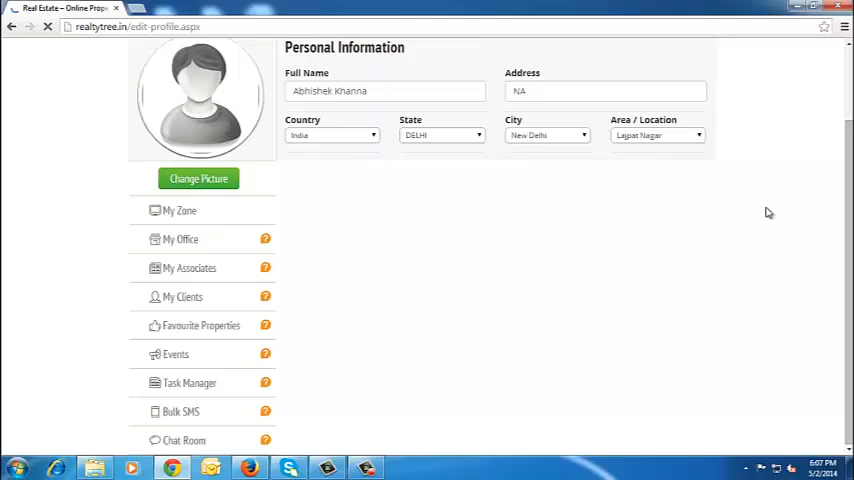 Real Estate – Online Prope
realtytree.in/edit-profile.aspx
Personal Information
Full Name
Address
Abhishek Khanna
NA
Country
State
City
Area / Location
India
DELHI
New Delhi
Lajpat Nagar
Change Picture
My Zone
My Office ?
My Associates ?
My Clients ?
Favourite Properties ?
Events ?
Task Manager ?
Bulk SMS ?
Chat Room ?
6:07 PM
5/2/2014